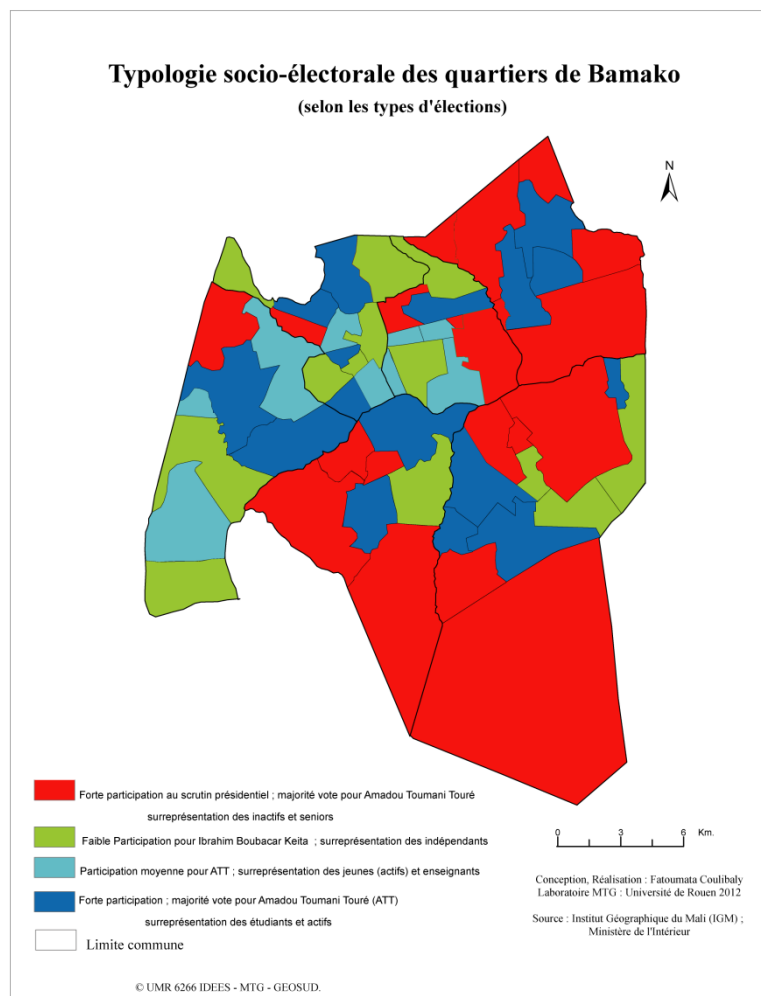 Typologie socio-électorale des quartiers de Bamako
(selon les types d'élections)
N
Forte participation au scrutin présidentiel ; majorité vote pour Amadou Toumani Touré
surreprésentation des inactifs et seniors
Faible Participation pour Ibrahim Boubacar Keita ; surreprésentation des indépendants
Participation moyenne pour ATT ; surreprésentation des jeunes (actifs) et enseignants
Forte participation ; majorité vote pour Amadou Toumani Touré (ATT)
surreprésentation des étudiants et actifs
Limite commune
0 3 6 Km.
Conception, Réalisation : Fatoumata Coulibaly
Laboratoire MTG : Université de Rouen 2012
Source : Institut Géographique du Mali (IGM) ;
Ministère de l'Intérieur
© UMR 6266 IDEES - MTG - GEOSUD.